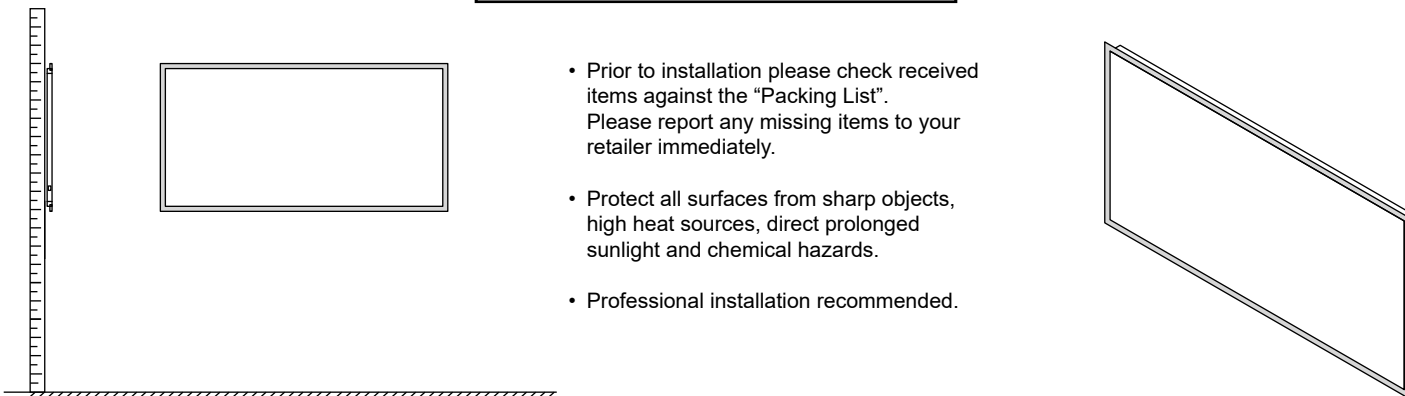 • Prior to installation please check received
items against the “Packing List”.
Please report any missing items to your
retailer immediately.
• Protect all surfaces from sharp objects,
high heat sources, direct prolonged
sunlight and chemical hazards.
• Professional installation recommended.